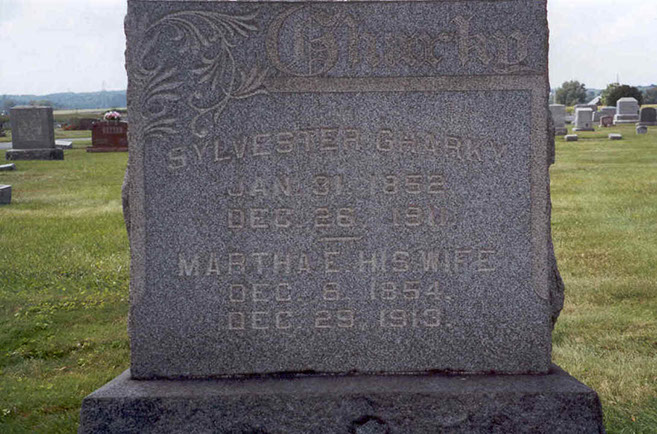 Gharky
SYLVESTER GHARKY
JAN. 31, 1852
DEC. 26, 1911.
MARTHA E. HIS WIFE
DEC. 8, 1854.
DEC. 29, 1913.